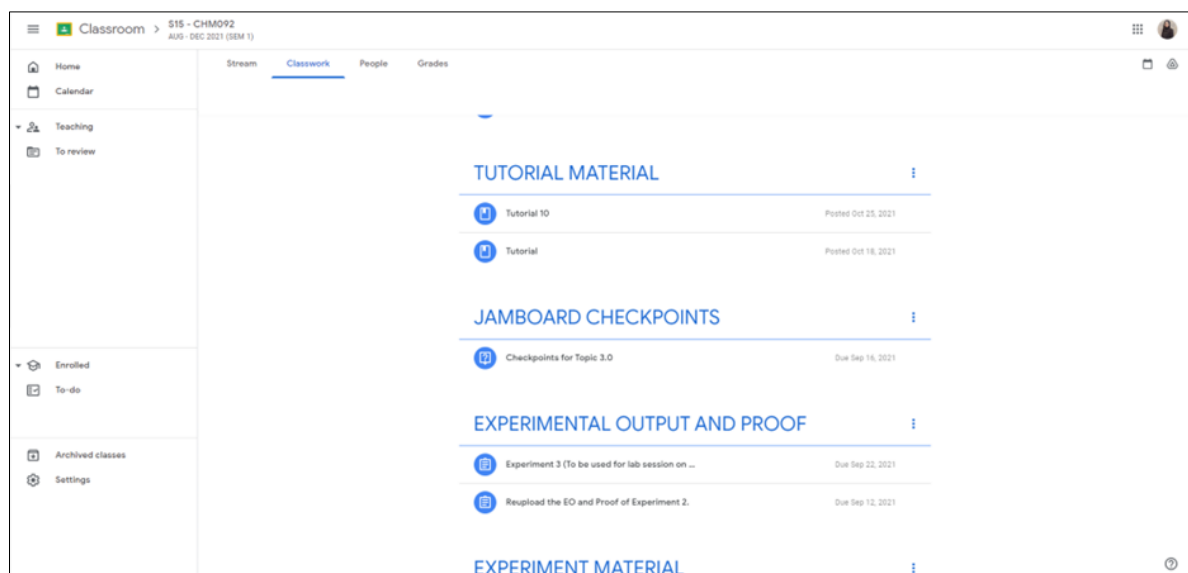 Classroom > S15 - CHM092
AUG - DEC 2021 (SEM 1)
Home
Calendar
Teaching
To review
Enrolled
To-do
Archived classes
Settings
Stream Classwork People Grades
TUTORIAL MATERIAL
Tutorial 10 Posted Oct 25, 2021
Tutorial Posted Oct 18, 2021
JAMBOARD CHECKPOINTS
Checkpoints for Topic 3.0 Due Sep 16, 2021
EXPERIMENTAL OUTPUT AND PROOF
Experiment 3 (To be used for lab session on ... Due Sep 22, 2021
Reupload the EO and Proof of Experiment 2. Due Sep 12, 2021
EXPERIMENT MATERIAL